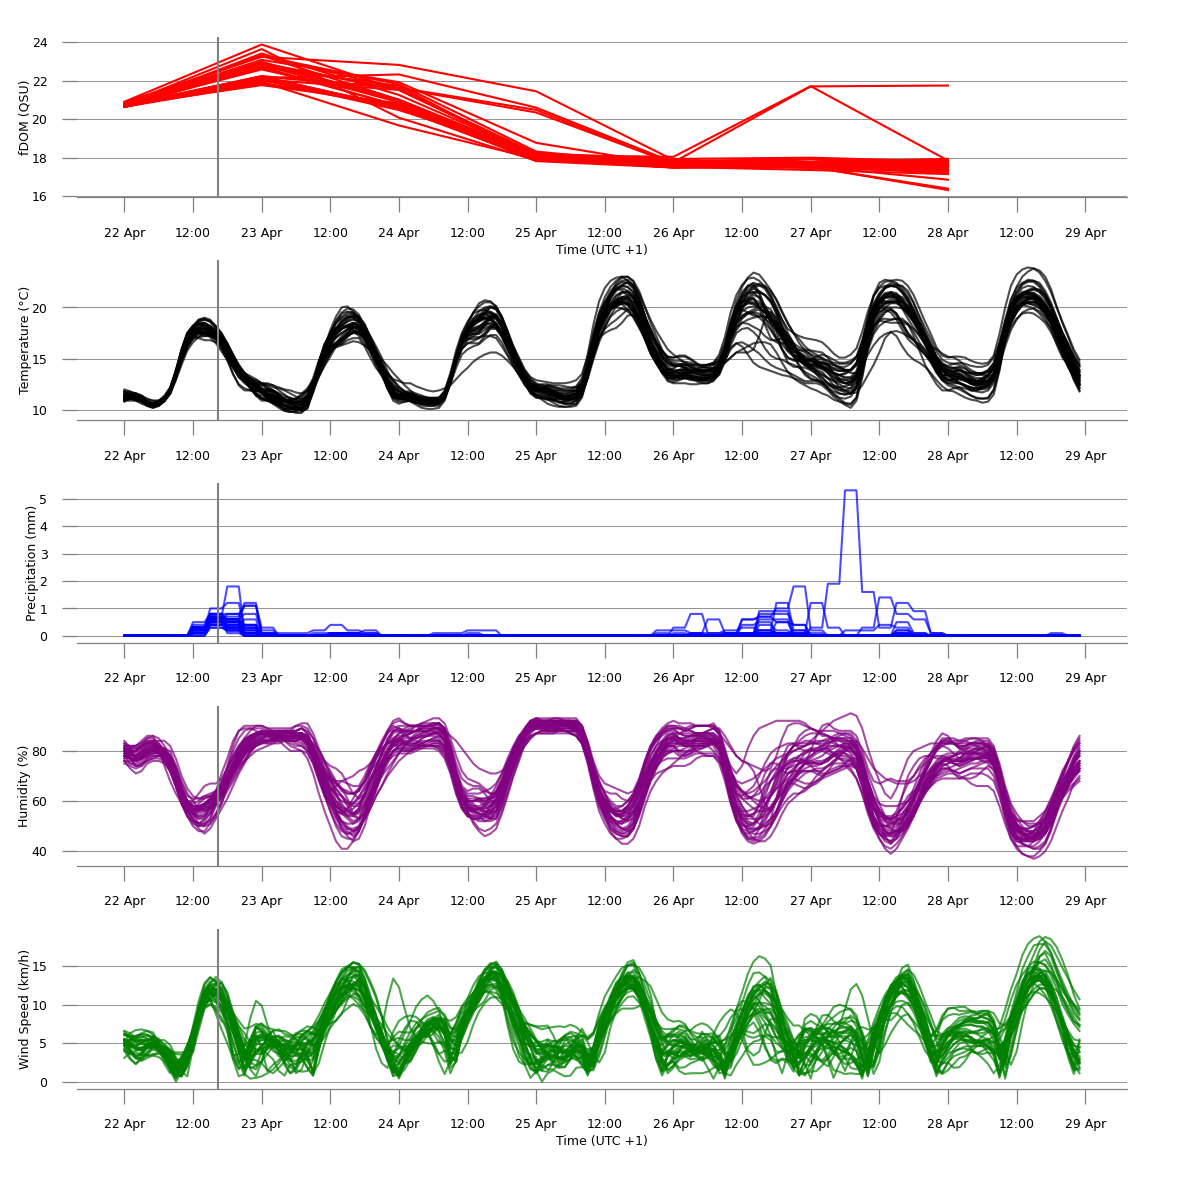 fDOM (QSU)
24
22
20
18
16
22 Apr 12:00 23 Apr 12:00 24 Apr 12:00 25 Apr 12:00 26 Apr 12:00 27 Apr 12:00 28 Apr 12:00 29 Apr
Time (UTC +1)
Temperature (°C)
20
15
10
22 Apr 12:00 23 Apr 12:00 24 Apr 12:00 25 Apr 12:00 26 Apr 12:00 27 Apr 12:00 28 Apr 12:00 29 Apr
Precipitation (mm)
5
4
3
2
1
0
22 Apr 12:00 23 Apr 12:00 24 Apr 12:00 25 Apr 12:00 26 Apr 12:00 27 Apr 12:00 28 Apr 12:00 29 Apr
Humidity (%)
80
60
40
22 Apr 12:00 23 Apr 12:00 24 Apr 12:00 25 Apr 12:00 26 Apr 12:00 27 Apr 12:00 28 Apr 12:00 29 Apr
Wind Speed (km/h)
15
10
5
0
22 Apr 12:00 23 Apr 12:00 24 Apr 12:00 25 Apr 12:00 26 Apr 12:00 27 Apr 12:00 28 Apr 12:00 29 Apr
Time (UTC +1)